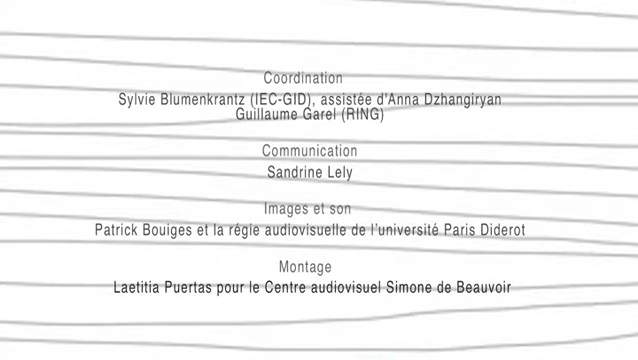 Coordination
Sylvie Blumenkrantz (IEC-GID), assistée d'Anna Dzhangiryan
Guillaume Garel (RING)
Communication
Sandrine Lely
Images et son
Patrick Bouiges et la régie audiovisuelle de l'université Paris Diderot
Montage
Laetitia Puertas pour le Centre audiovisuel Simone de Beauvoir